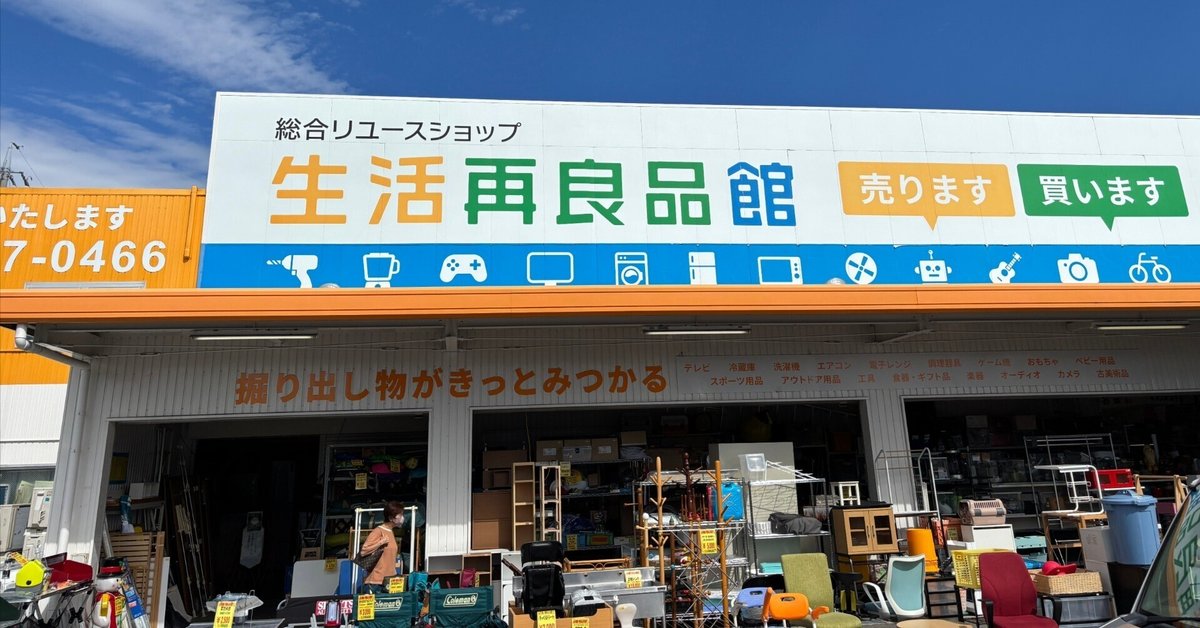 総合リユースショップ
生活再良品館
売ります
買います
いたします
7-0466
掘り出し物がきっとみつかる
テレビ 冷蔵庫 洗濯機 エアコン 電子レンジ 調理器具 ゲーム機 おもちゃ ベビー用品
スポーツ用品 アウトドア用品 工具 食器・ギフト品 楽器 オーディオ カメラ 古美術品
Coleman
Coleman